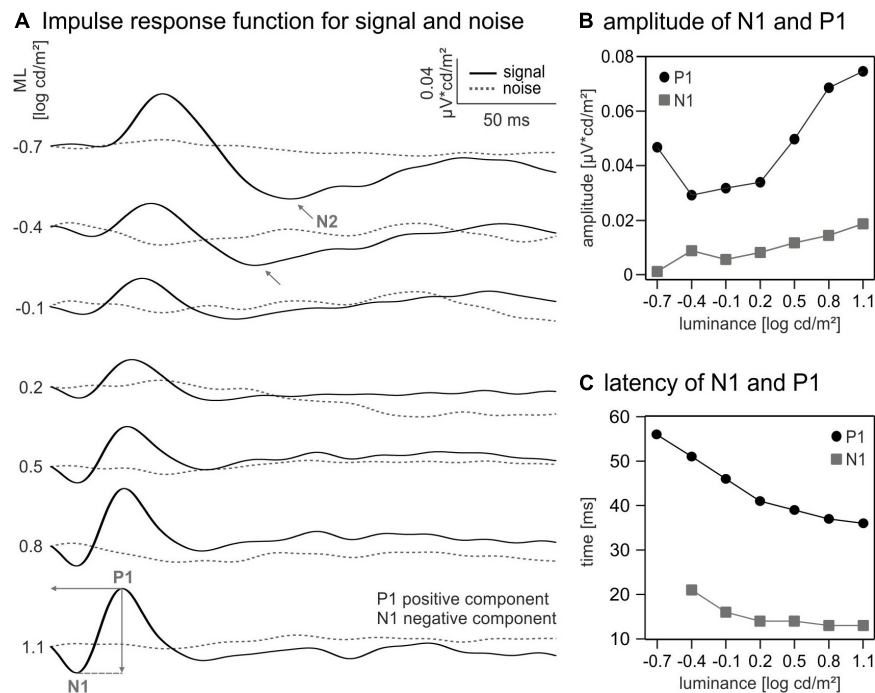 A Impulse response function for signal and noise
ML
[log cd/m²]
0.04
µV*cd/m²
signal
noise
50 ms
-0.7
N2
-0.4
-0.1
0.2
0.5
0.8
P1
P1 positive component
N1 negative component
1.1
N1
B amplitude of N1 and P1
0.08
P1
N1
0.06
0.04
0.02
0
amplitude [µV*cd/m²]
-0.7 -0.4 -0.1 0.2 0.5 0.8 1.1
luminance [log cd/m²]
C latency of N1 and P1
60
P1
N1
50
40
30
20
10
time [ms]
-0.7 -0.4 -0.1 0.2 0.5 0.8 1.1
luminance [log cd/m²]